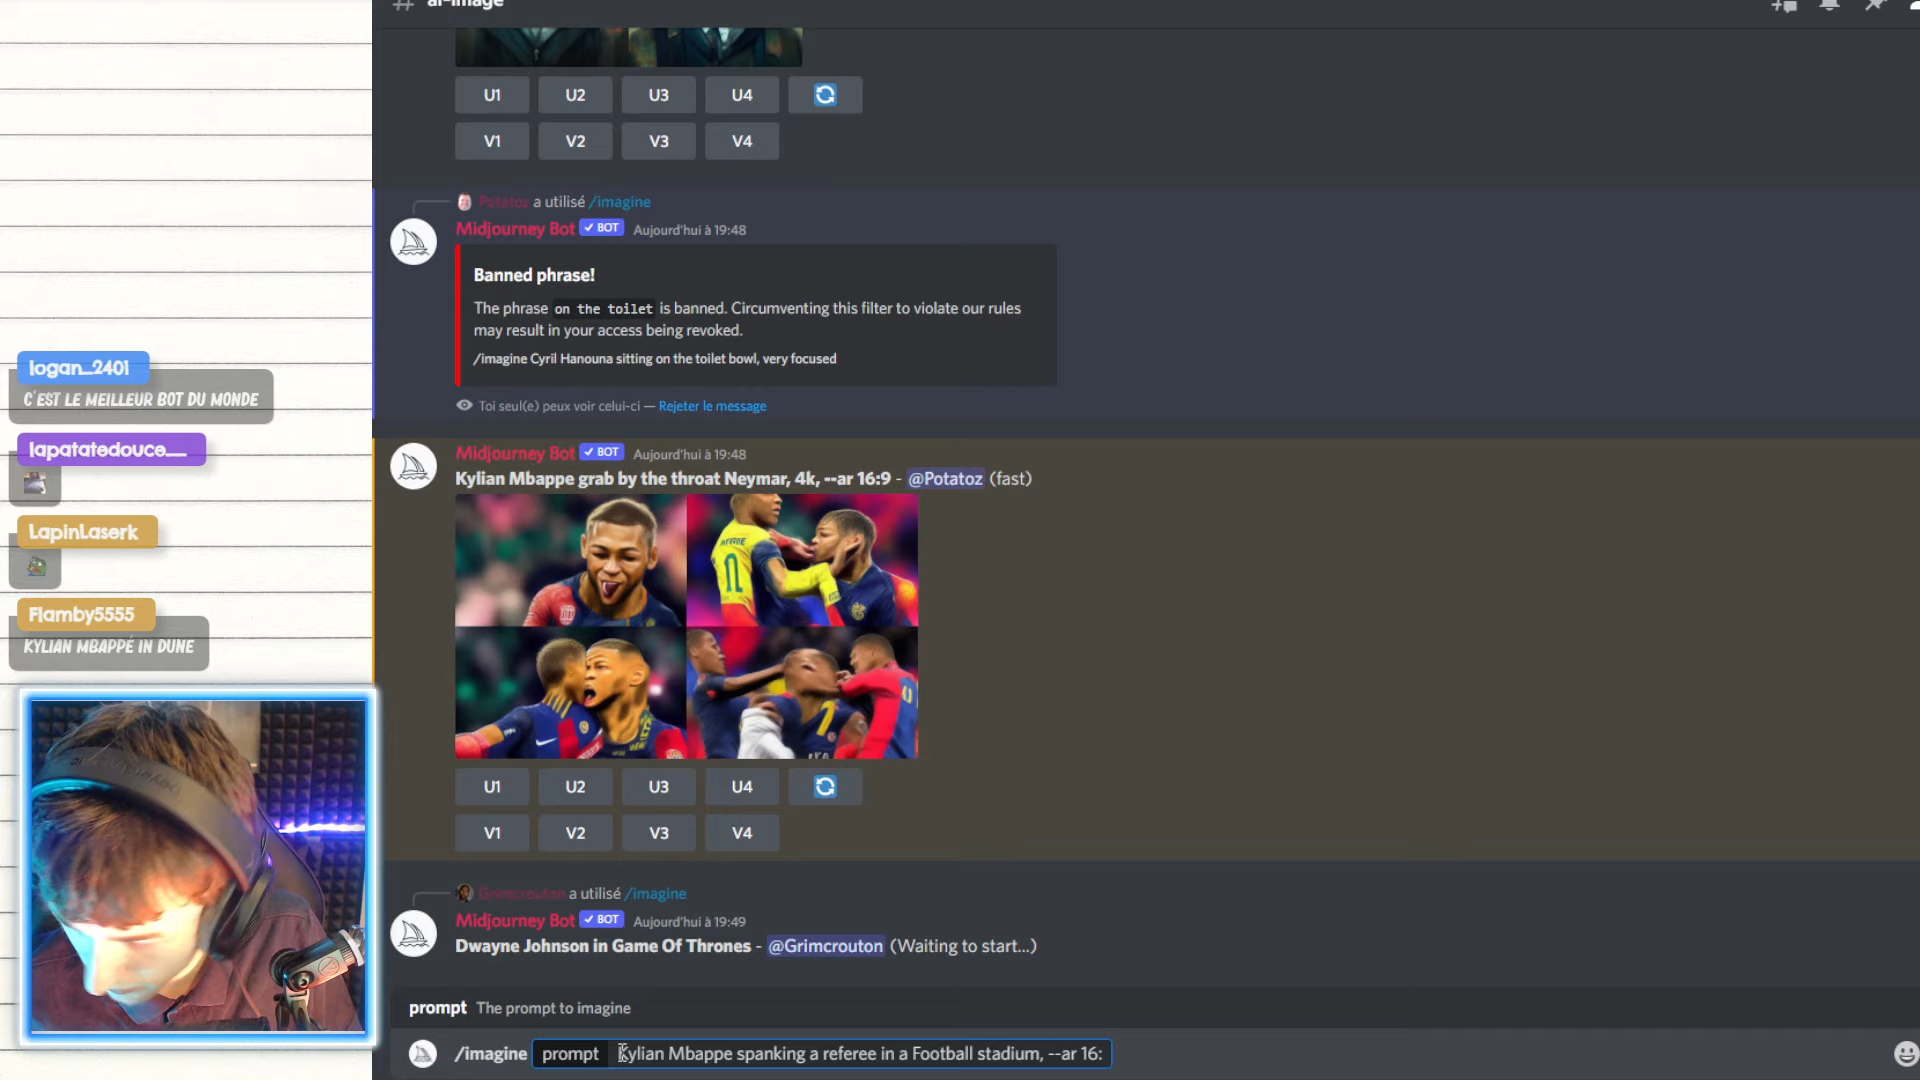 ai-image
U1 U2 U3 U4
V1 V2 V3 V4
Potatoz a utilisé /imagine
Midjourney Bot BOT Aujourd'hui à 19:48
Banned phrase!
The phrase on the toilet is banned. Circumventing this filter to violate our rules
may result in your access being revoked.
/imagine Cyril Hanouna sitting on the toilet bowl, very focused
Toi seul(e) peux voir celui-ci — Rejeter le message
logan_2401
C'EST LE MEILLEUR BOT DU MONDE
lapatatedouce__
LapinLaserk
Flamby5555
KYLIAN MBAPPÉ IN DUNE
Midjourney Bot BOT Aujourd'hui à 19:48
Kylian Mbappe grab by the throat Neymar, 4k, --ar 16:9 - @Potatoz (fast)
U1 U2 U3 U4
V1 V2 V3 V4
Grimcrouton a utilisé /imagine
Midjourney Bot BOT Aujourd'hui à 19:49
Dwayne Johnson in Game Of Thrones - @Grimcrouton (Waiting to start...)
prompt The prompt to imagine
/imagine prompt Kylian Mbappe spanking a referee in a Football stadium, --ar 16: